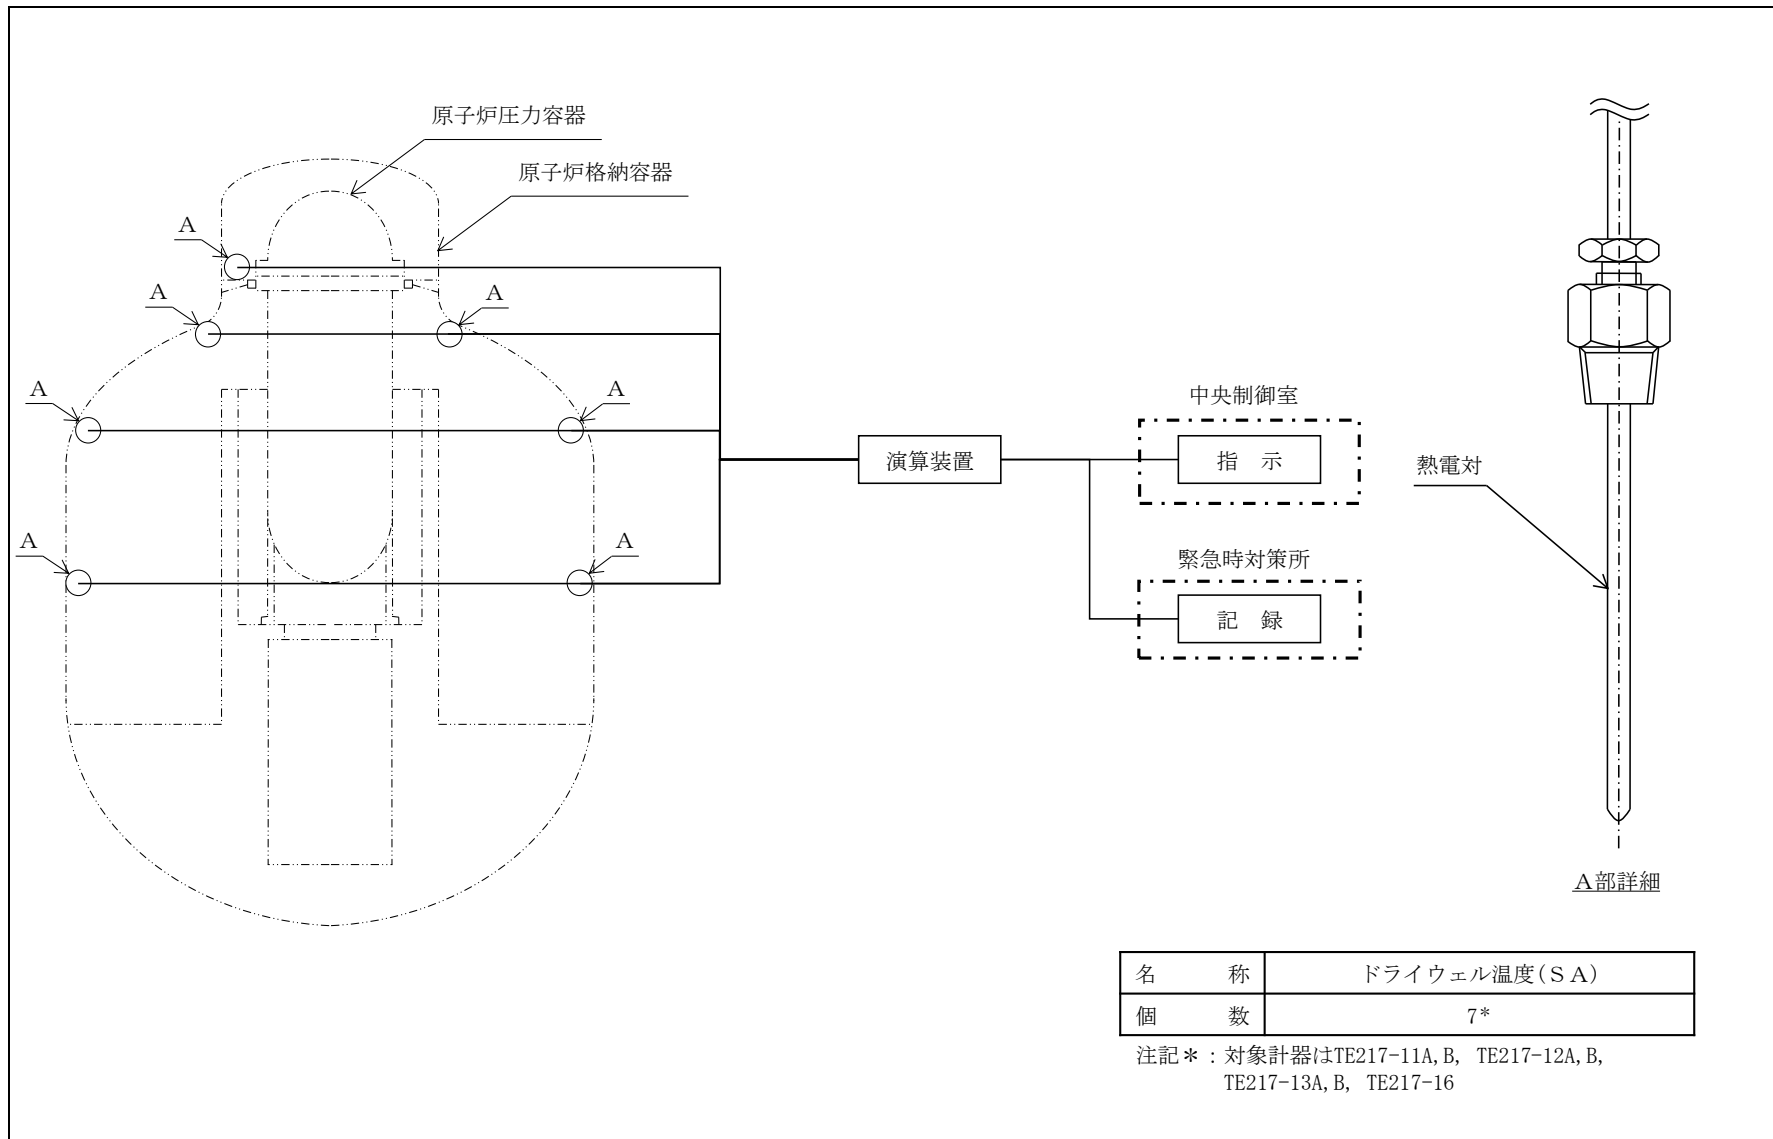 原子炉圧力容器
原子炉格納容器
A
A
A
A
A
A
A
演算装置
中央制御室
指 示
緊急時対策所
記 録
熱電対
A部詳細
名 称 ドライウェル温度(SA)
個 数 7*
注記*:対象計器はTE217-11A,B, TE217-12A,B,
TE217-13A,B, TE217-16